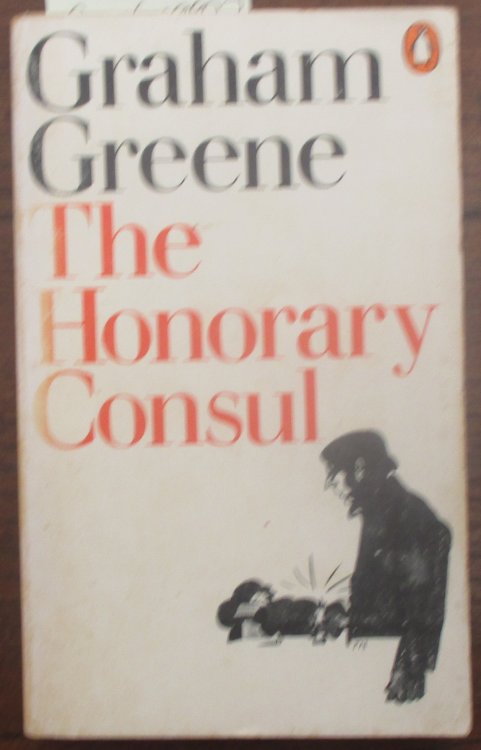 Graham
Greene
The
Honorary
Consul